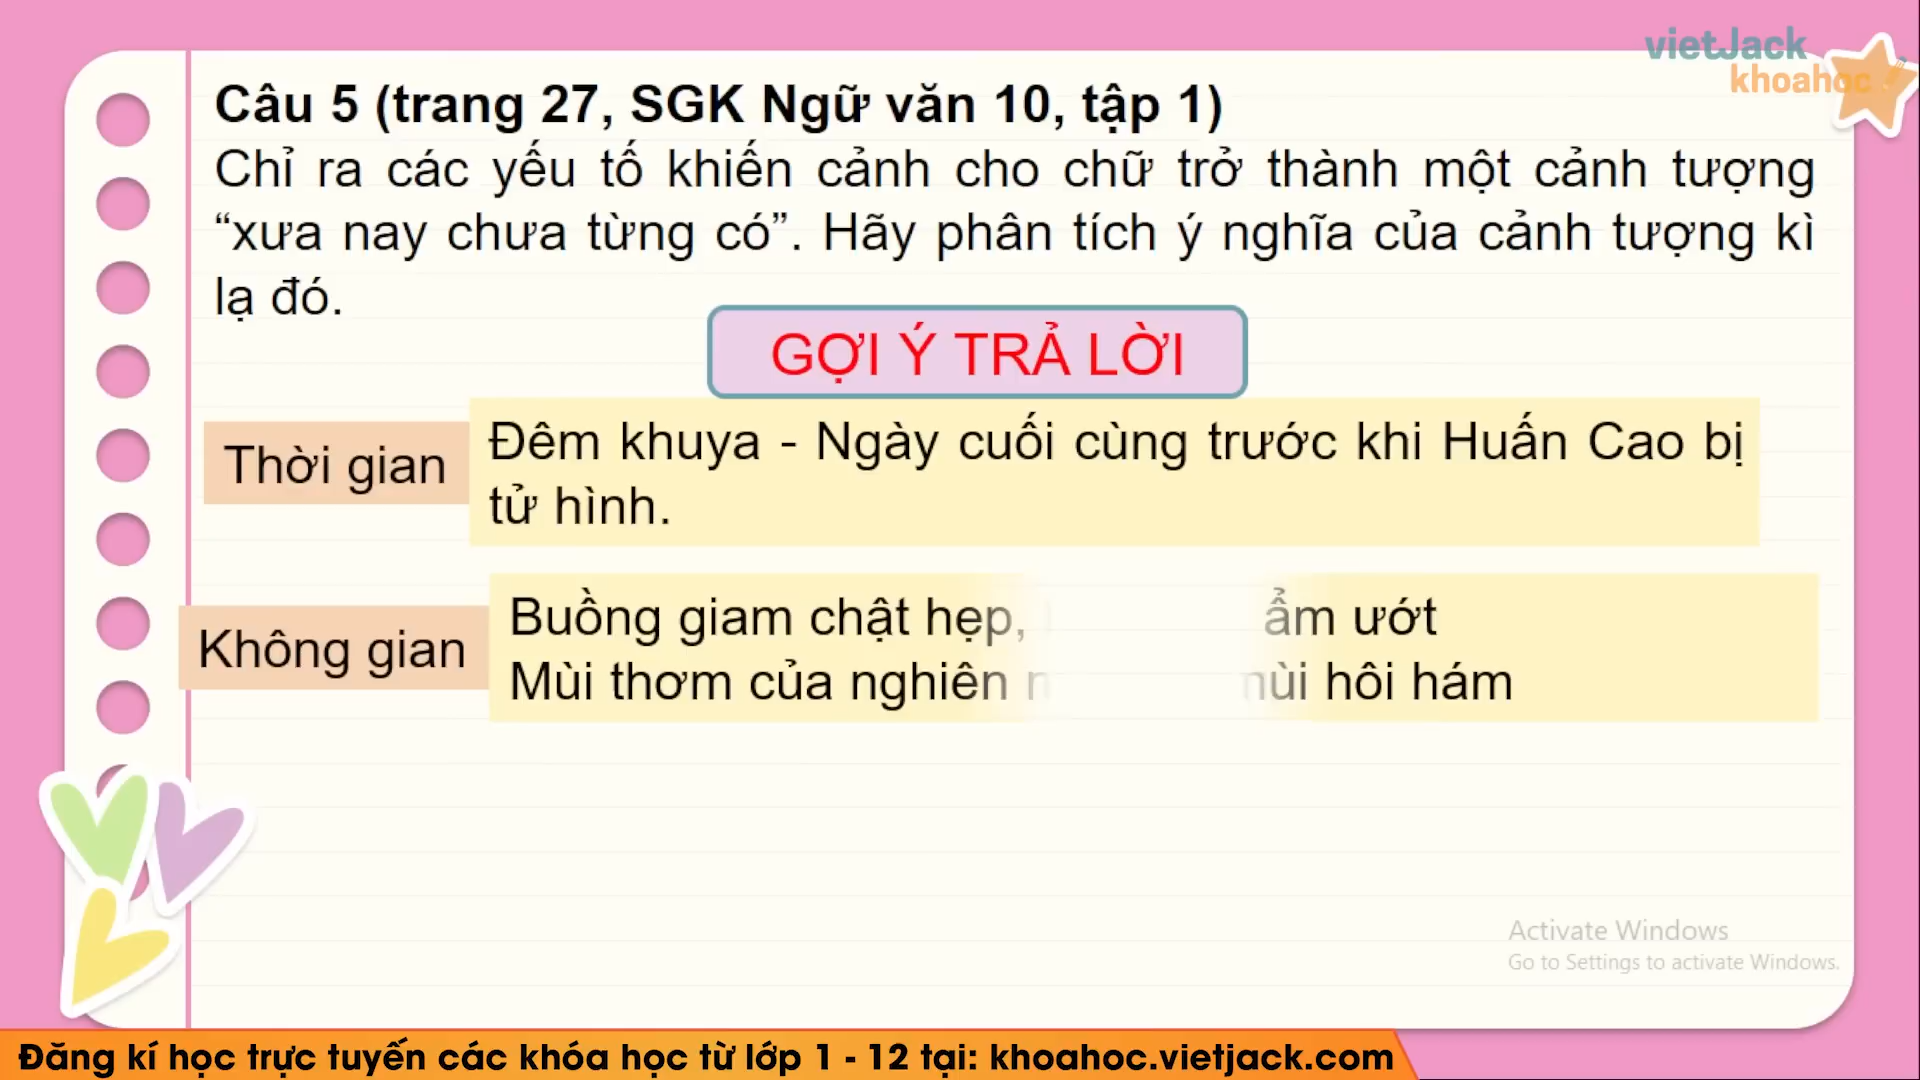 vietJack
khoahoc
Câu 5 (trang 27, SGK Ngữ văn 10, tập 1)
Chỉ ra các yếu tố khiến cảnh cho chữ trở thành một cảnh tượng
“xưa nay chưa từng có”. Hãy phân tích ý nghĩa của cảnh tượng kì
lạ đó.
GỢI Ý TRẢ LỜI
Thời gian
Đêm khuya - Ngày cuối cùng trước khi Huấn Cao bị
tử hình.
Không gian
Buồng giam chật hẹp, ẩm ướt
Mùi thơm của nghiên mùi hôi hám
Activate Windows
Go to Settings to activate Windows.
Đăng kí học trực tuyến các khóa học từ lớp 1 - 12 tại: khoahoc.vietjack.com